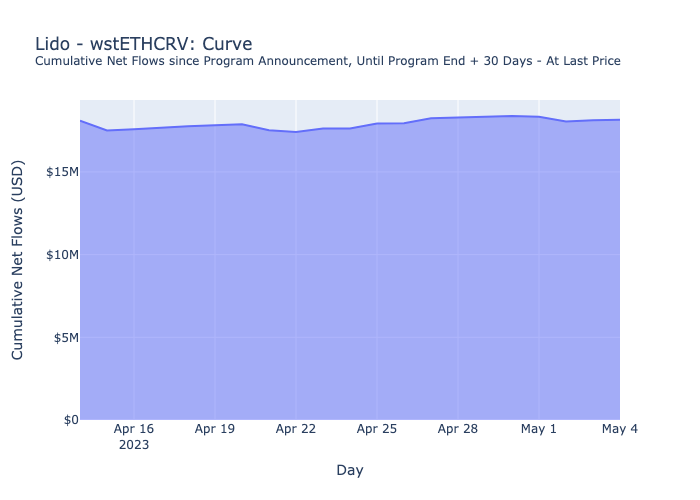 Lido - wstETHCRV: Curve
Cumulative Net Flows since Program Announcement, Until Program End + 30 Days - At Last Price
Cumulative Net Flows (USD)
$15M
$10M
$5M
$0
Apr 16 Apr 19 Apr 22 Apr 25 Apr 28 May 1 May 4
2023
Day